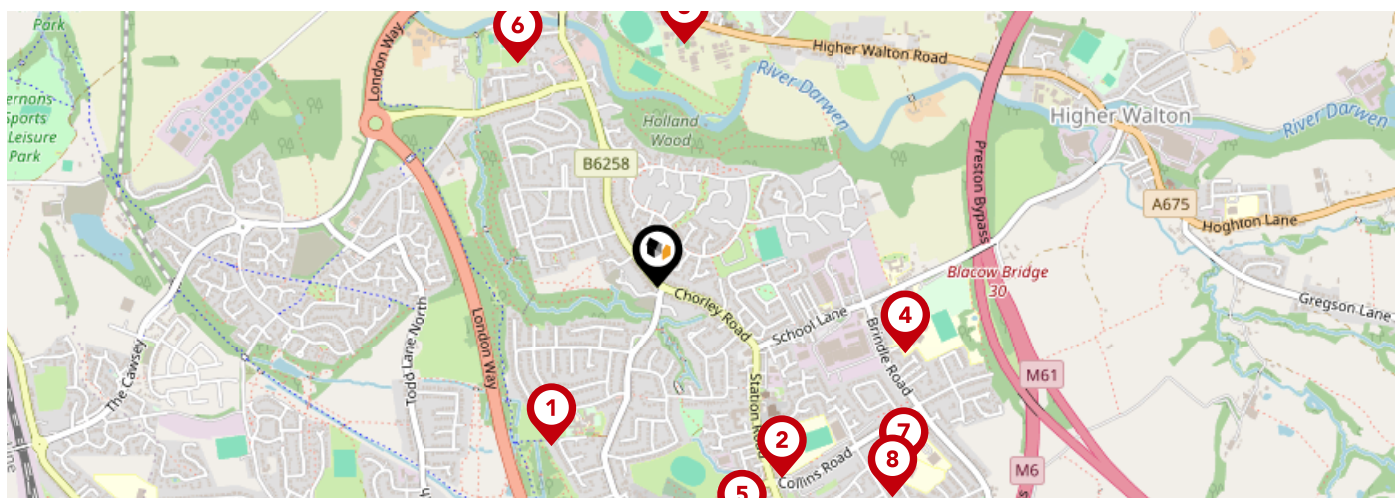 Park
6
London Way
Higher Walton Road
River Darwen
Higher Walton
River Darwen
ernons
Sports
Leisure
Park
Holland
Wood
B6258
Preston Bypass
A675
Hoghton Lane
Blacow Bridge
30
Gregson Lane
Chorley Road
School Lane
4
Brindle Road
London Way
Todd Lane North
The Cawsey
M61
Station Road
1
2
7
8
Collins Road
5
M6